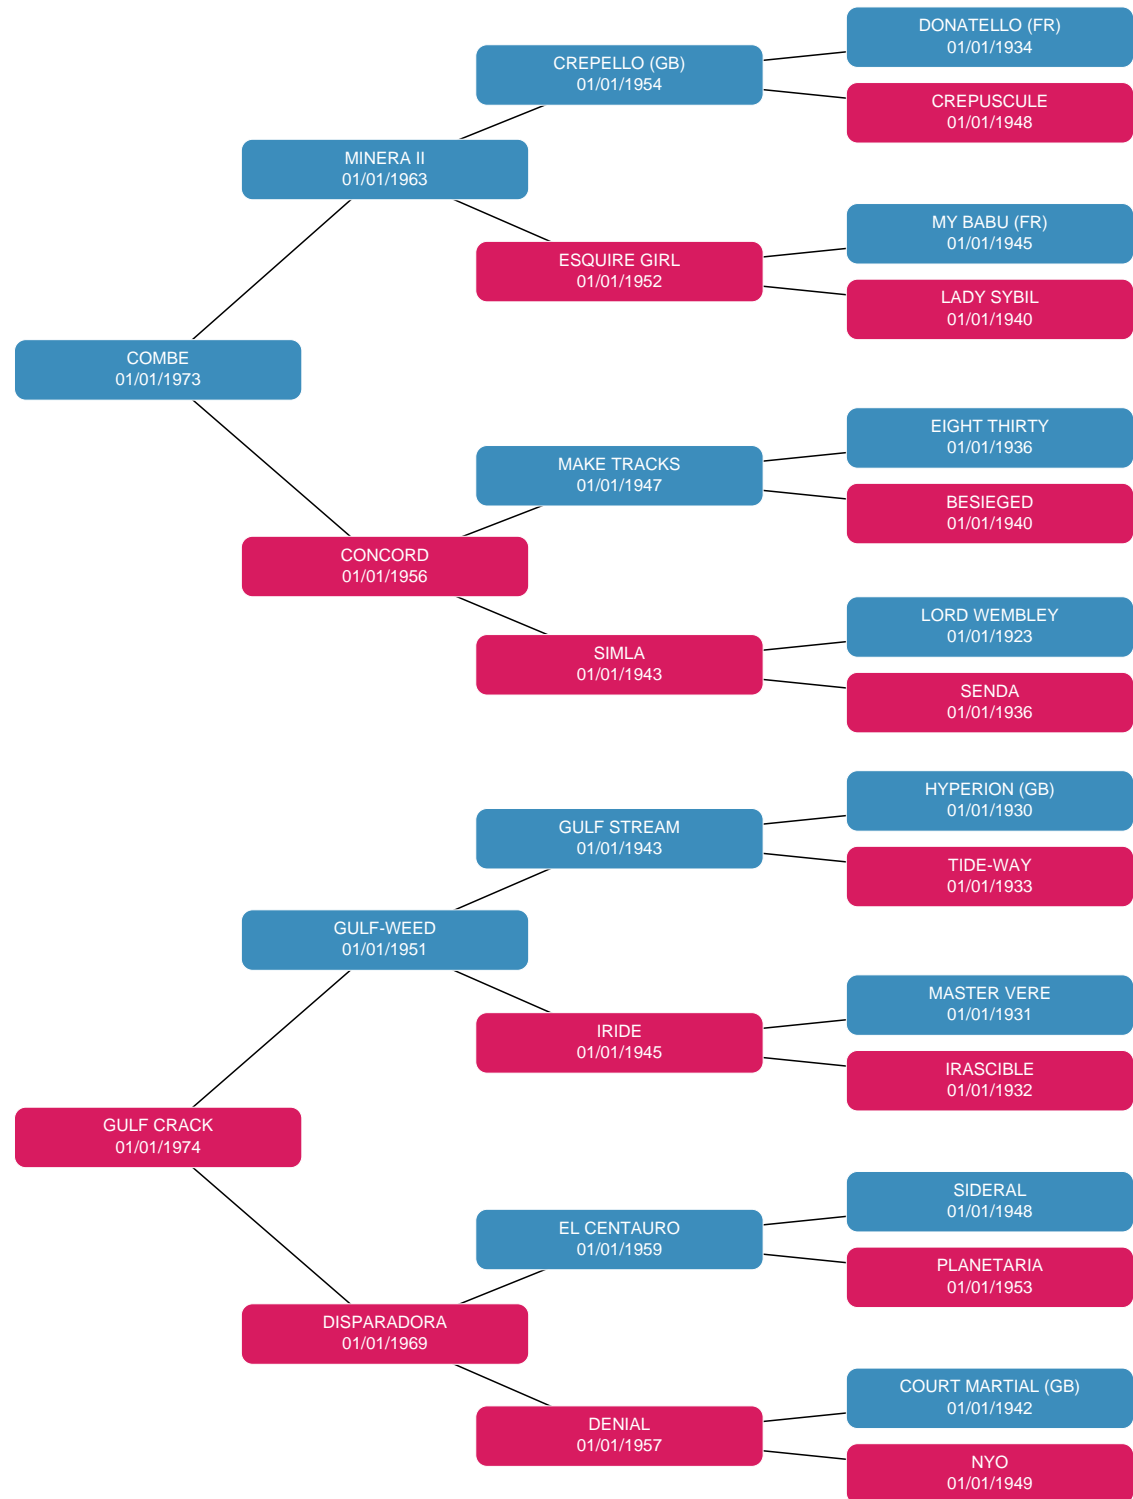 DONATELLO (FR)
01/01/1934
CREPELLO (GB)
01/01/1954
CREPUSCULE
01/01/1948
MINERA II
01/01/1963
MY BABU (FR)
01/01/1945
ESQUIRE GIRL
01/01/1952
LADY SYBIL
01/01/1940
COMBE
01/01/1973
EIGHT THIRTY
01/01/1936
MAKE TRACKS
01/01/1947
BESIEGED
01/01/1940
CONCORD
01/01/1956
LORD WEMBLEY
01/01/1923
SIMLA
01/01/1943
SENDA
01/01/1936
HYPERION (GB)
01/01/1930
GULF STREAM
01/01/1943
TIDE-WAY
01/01/1933
GULF-WEED
01/01/1951
MASTER VERE
01/01/1931
IRIDE
01/01/1945
IRASCIBLE
01/01/1932
GULF CRACK
01/01/1974
SIDERAL
01/01/1948
EL CENTAURO
01/01/1959
PLANETARIA
01/01/1953
DISPARADORA
01/01/1969
COURT MARTIAL (GB)
01/01/1942
DENIAL
01/01/1957
NYO
01/01/1949